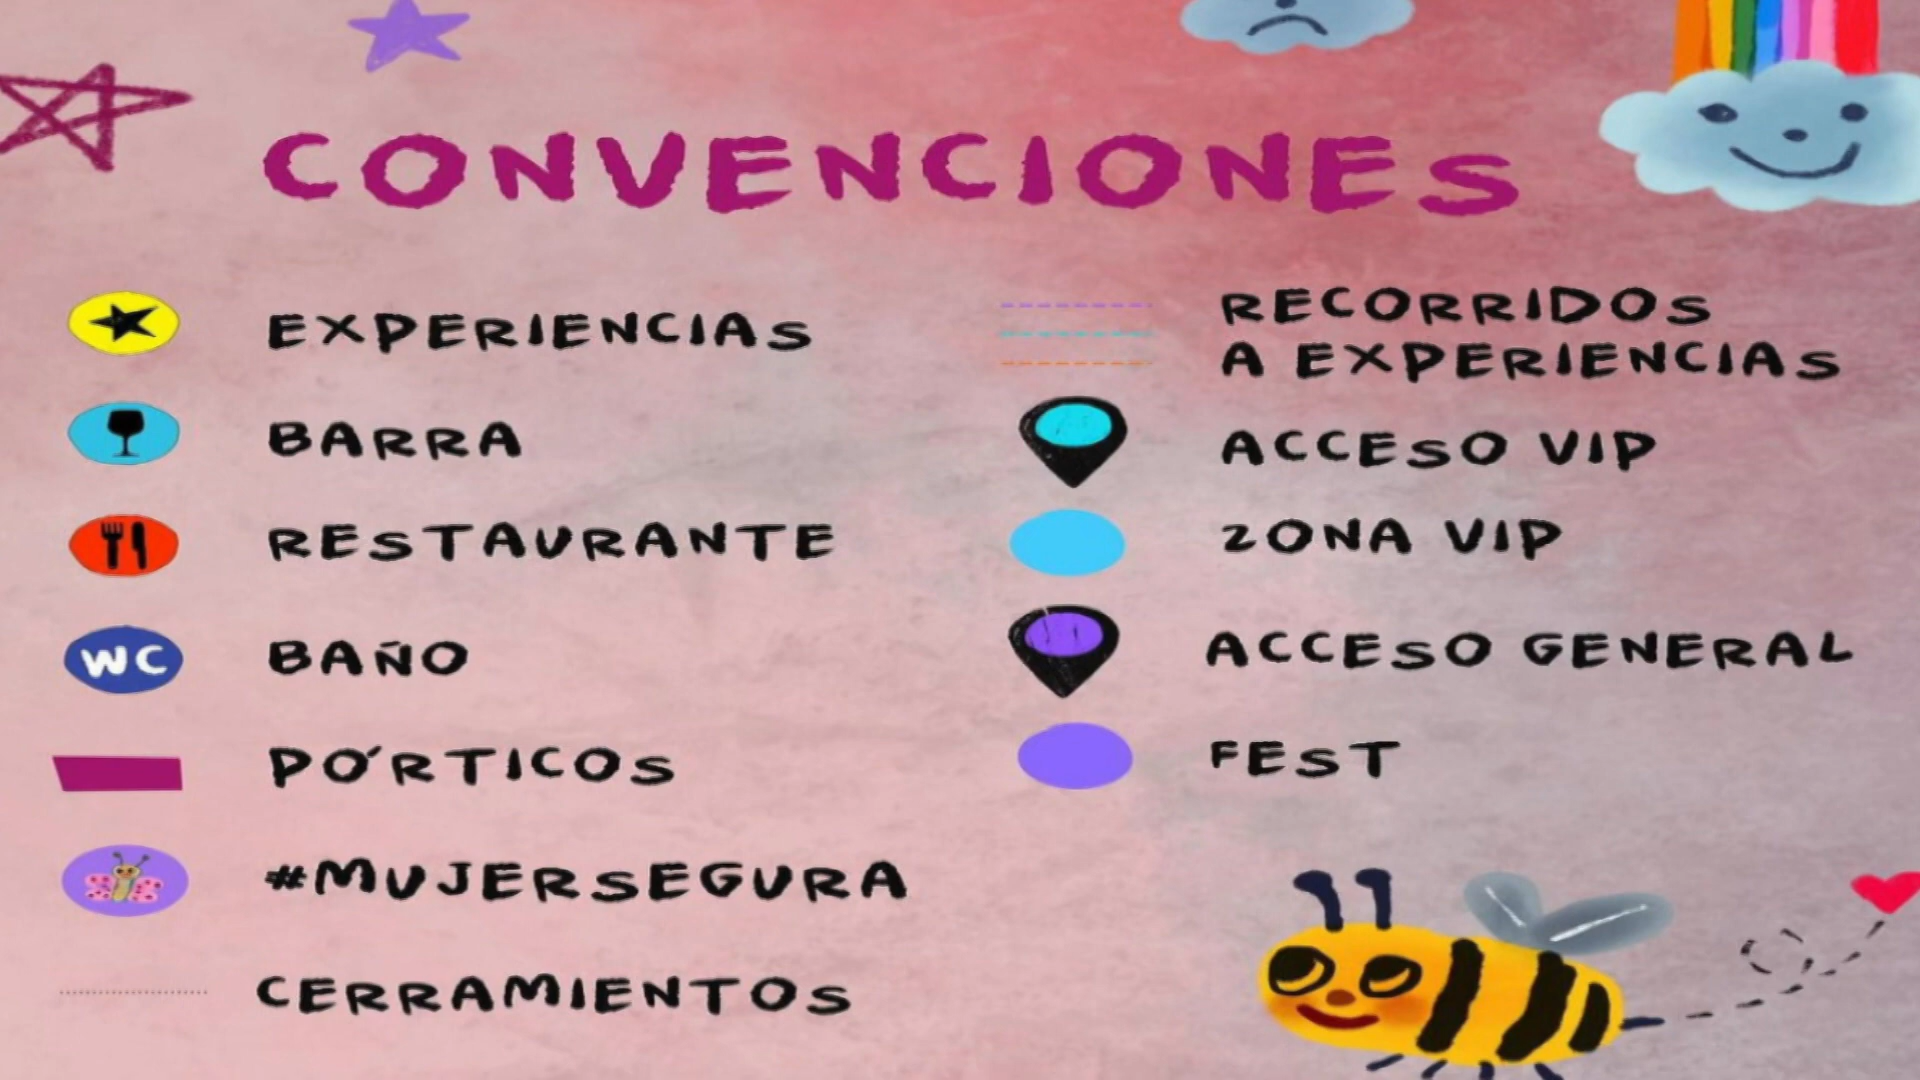 CONVENCIONES
EXPERIENCIAS
BARRA
RESTAURANTE
WC BAÑO
PÓRTICOS
#MUJERSEGURA
CERRAMIENTOS
RECORRIDOS
A EXPERIENCIAS
ACCESO VIP
ZONA VIP
ACCESO GENERAL
FEST